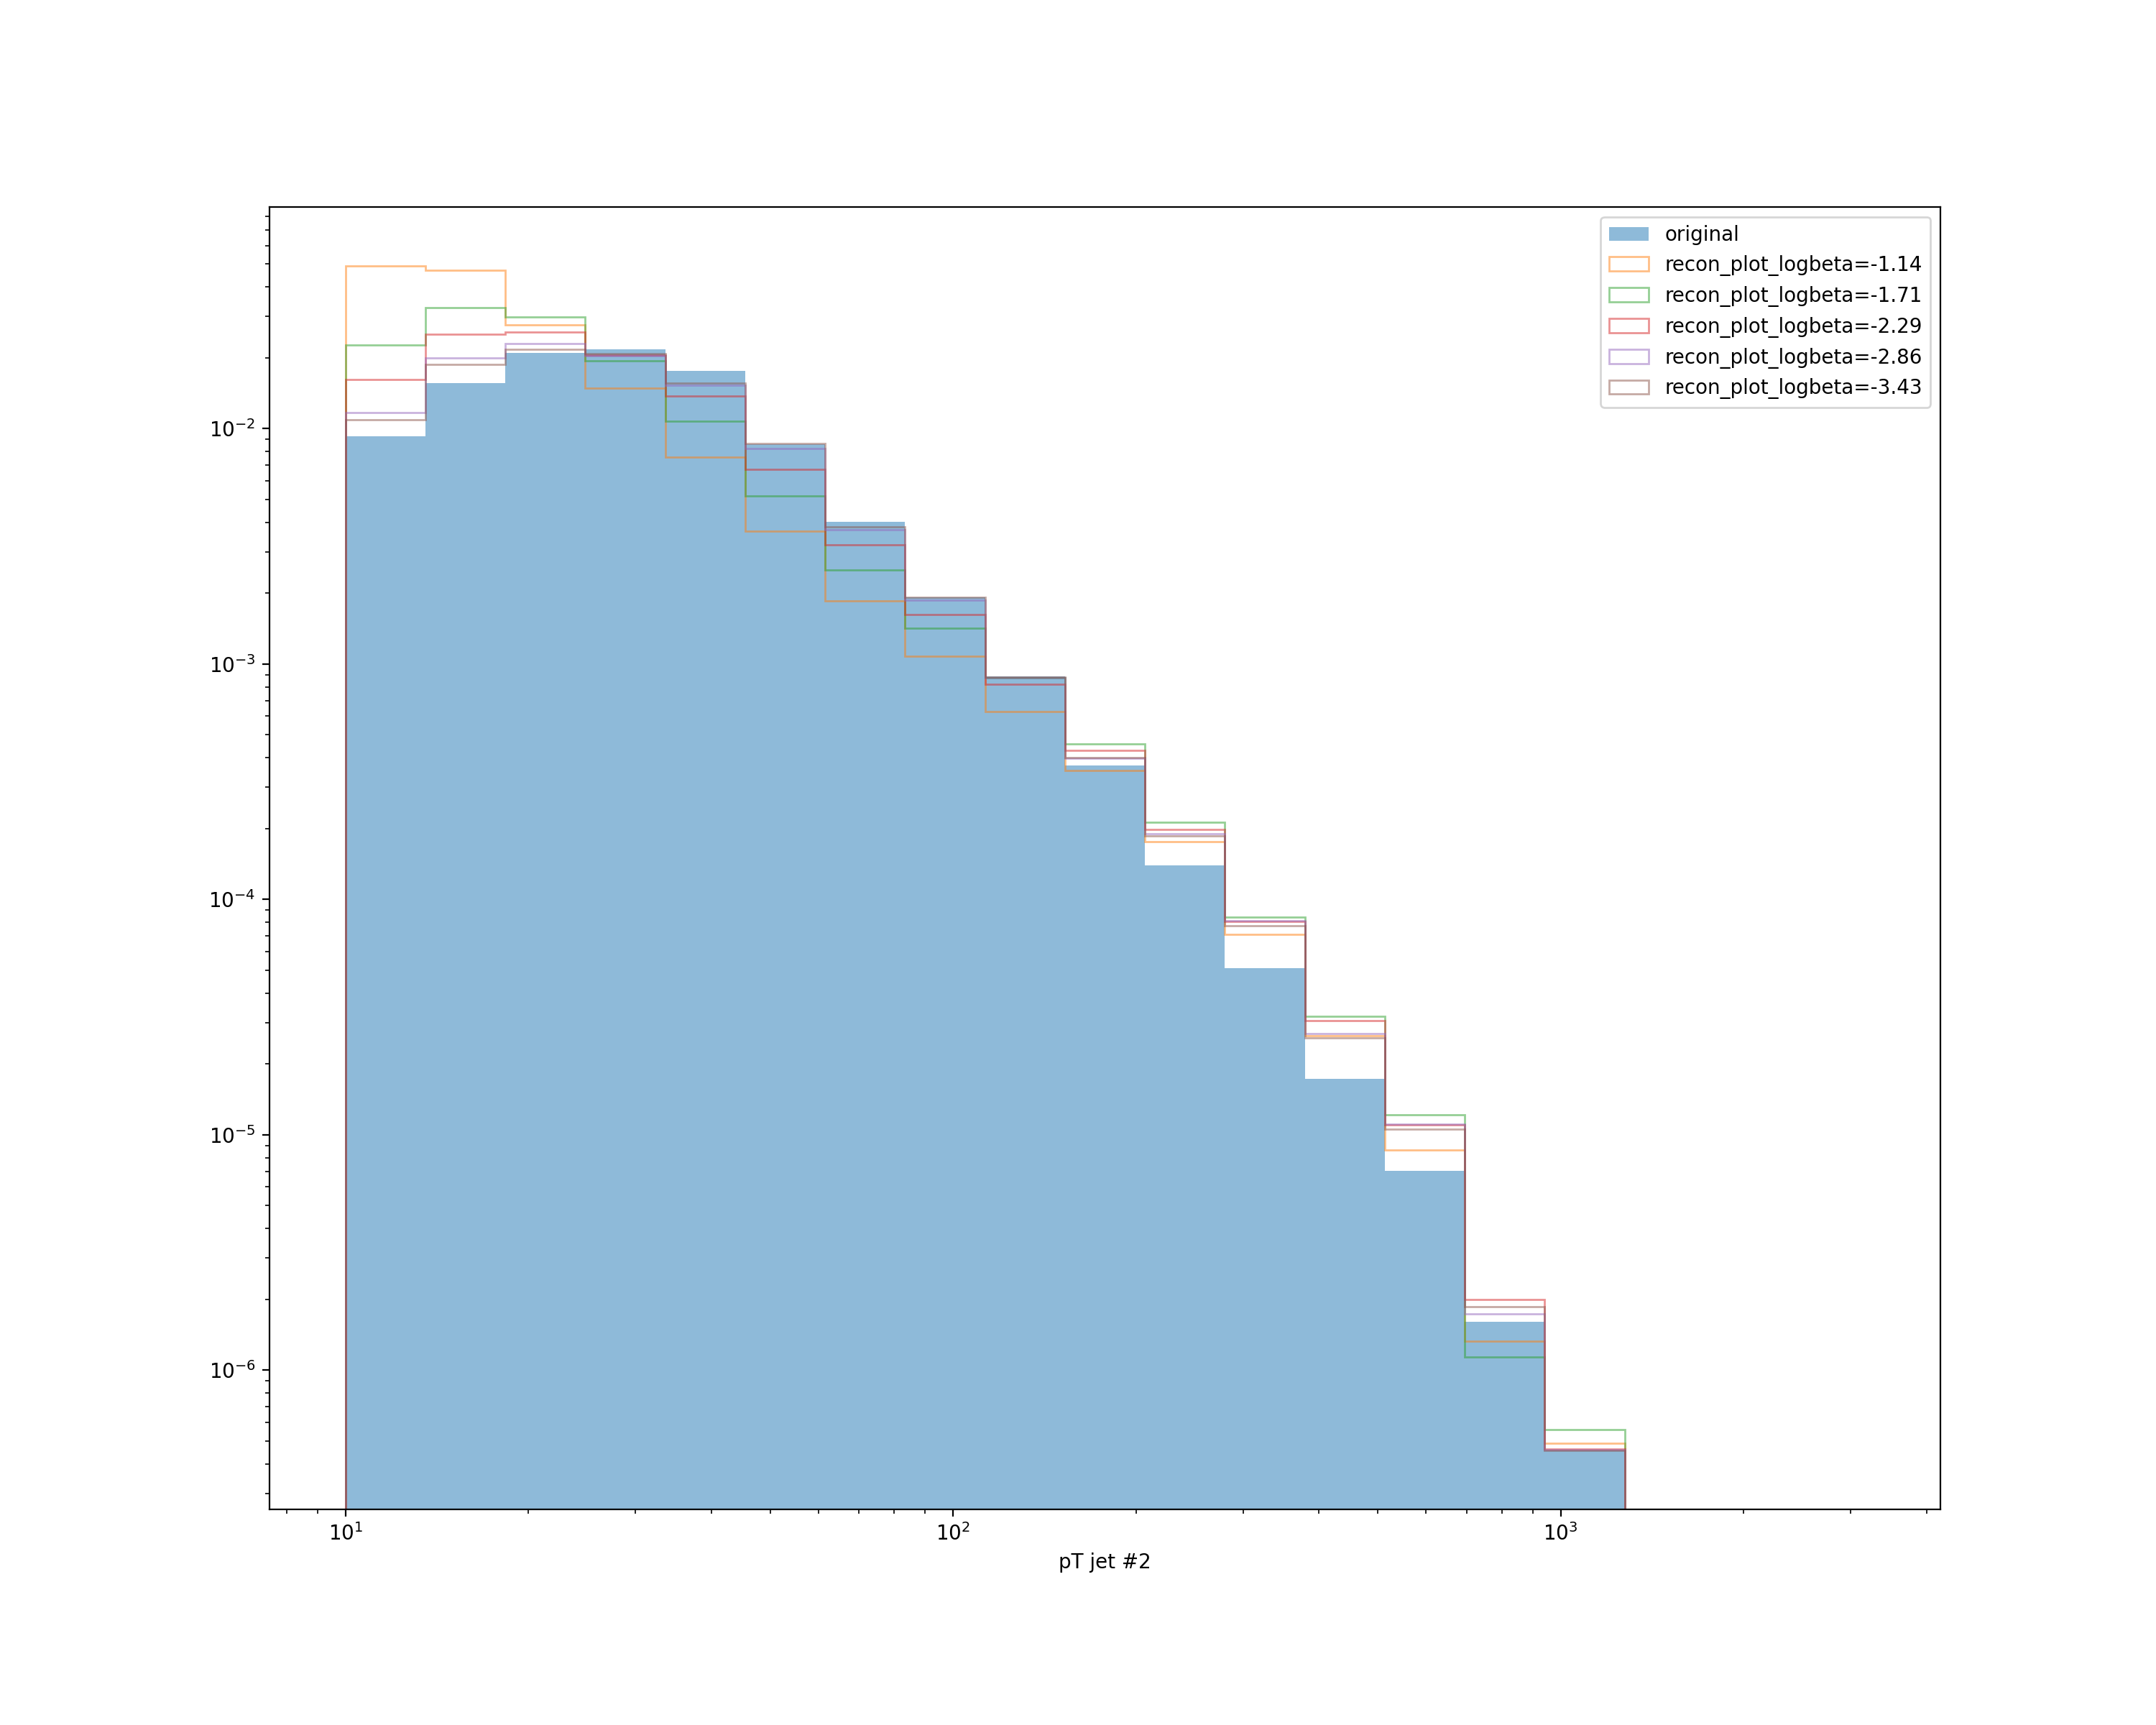 original
recon_plot_logbeta=-1.14
recon_plot_logbeta=-1.71
recon_plot_logbeta=-2.29
recon_plot_logbeta=-2.86
recon_plot_logbeta=-3.43
10⁻²
10⁻³
10⁻⁴
10⁻⁵
10⁻⁶
10¹ 10² 10³
pT jet #2